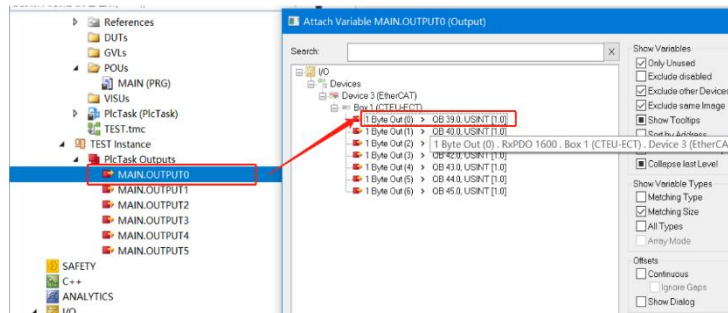 References
DUTs
GVLs
POUs
MAIN (PRG)
VISUs
PlcTask (PlcTask)
TEST.tmc
TEST Instance
PlcTask Outputs
MAIN.OUTPUT0
MAIN.OUTPUT1
MAIN.OUTPUT2
MAIN.OUTPUT3
MAIN.OUTPUT4
MAIN.OUTPUT5
SAFETY
C++
ANALYTICS
I/O
Attach Variable MAIN.OUTPUT0 (Output)
Search:
I/O
Devices
Device 3 (EtherCAT)
Box 1 (CTEU-ECT)
1 Byte Out (0) > QB 39.0, USINT [1.0]
1 Byte Out (1) > QB 40.0, USINT [1.0]
1 Byte Out (2) >
1 Byte Out (0) . RxPDO 1600 . Box 1 (CTEU-ECT) . Device 3 (EtherCA
1 Byte Out (3) > QB 42.0, USINT [1.0]
1 Byte Out (4) > QB 43.0, USINT [1.0]
1 Byte Out (5) > QB 44.0, USINT [1.0]
1 Byte Out (6) > QB 45.0, USINT [1.0]
Show Variables
Only Unused
Exclude disabled
Exclude other Devices
Exclude same Image
Show Tooltips
Sort by Address
Collapse last Level
Show Variable Types
Matching Type
Matching Size
All Types
Array Mode
Offsets
Continuous
Ignore Gaps
Show Dialog